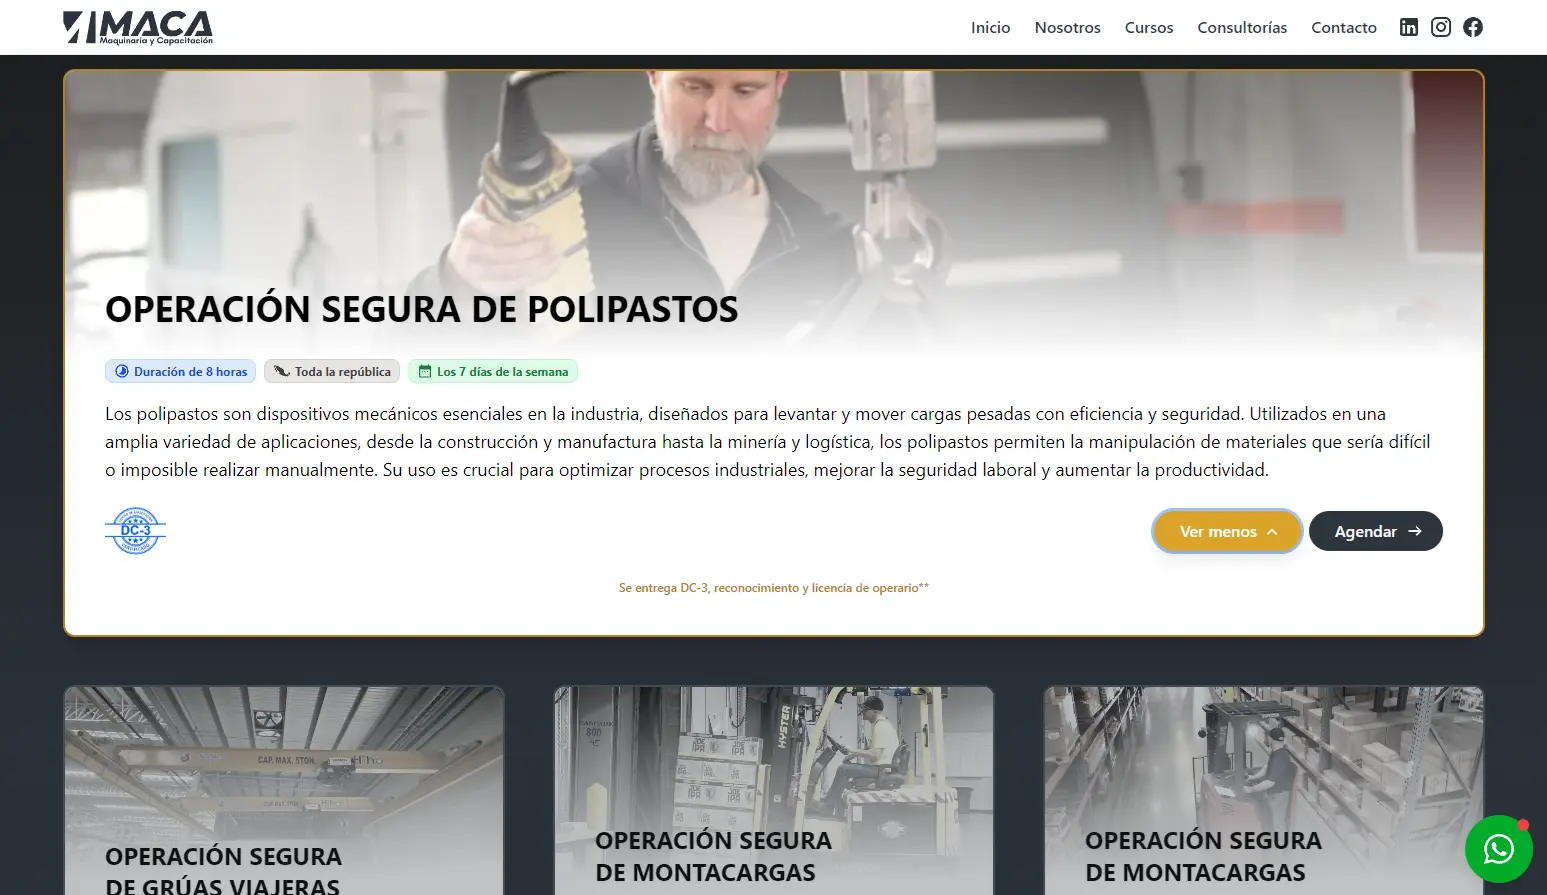 MACA
Maquinaria y Capacitación
Inicio
Nosotros
Cursos
Consultorías
Contacto
OPERACIÓN SEGURA DE POLIPASTOS
Duración de 8 horas
Toda la república
Los 7 días de la semana
Los polipastos son dispositivos mecánicos esenciales en la industria, diseñados para levantar y mover cargas pesadas con eficiencia y seguridad. Utilizados en una
amplia variedad de aplicaciones, desde la construcción y manufactura hasta la minería y logística, los polipastos permiten la manipulación de materiales que sería difícil
o imposible realizar manualmente. Su uso es crucial para optimizar procesos industriales, mejorar la seguridad laboral y aumentar la productividad.
DC-3
Ver menos
Agendar
Se entrega DC-3, reconocimiento y licencia de operario**
CAP. MAX. 5TON.
HYSTER
OPERACIÓN SEGURA
DE GRÚAS VIAJERAS
OPERACIÓN SEGURA
DE MONTACARGAS
OPERACIÓN SEGURA
DE MONTACARGAS